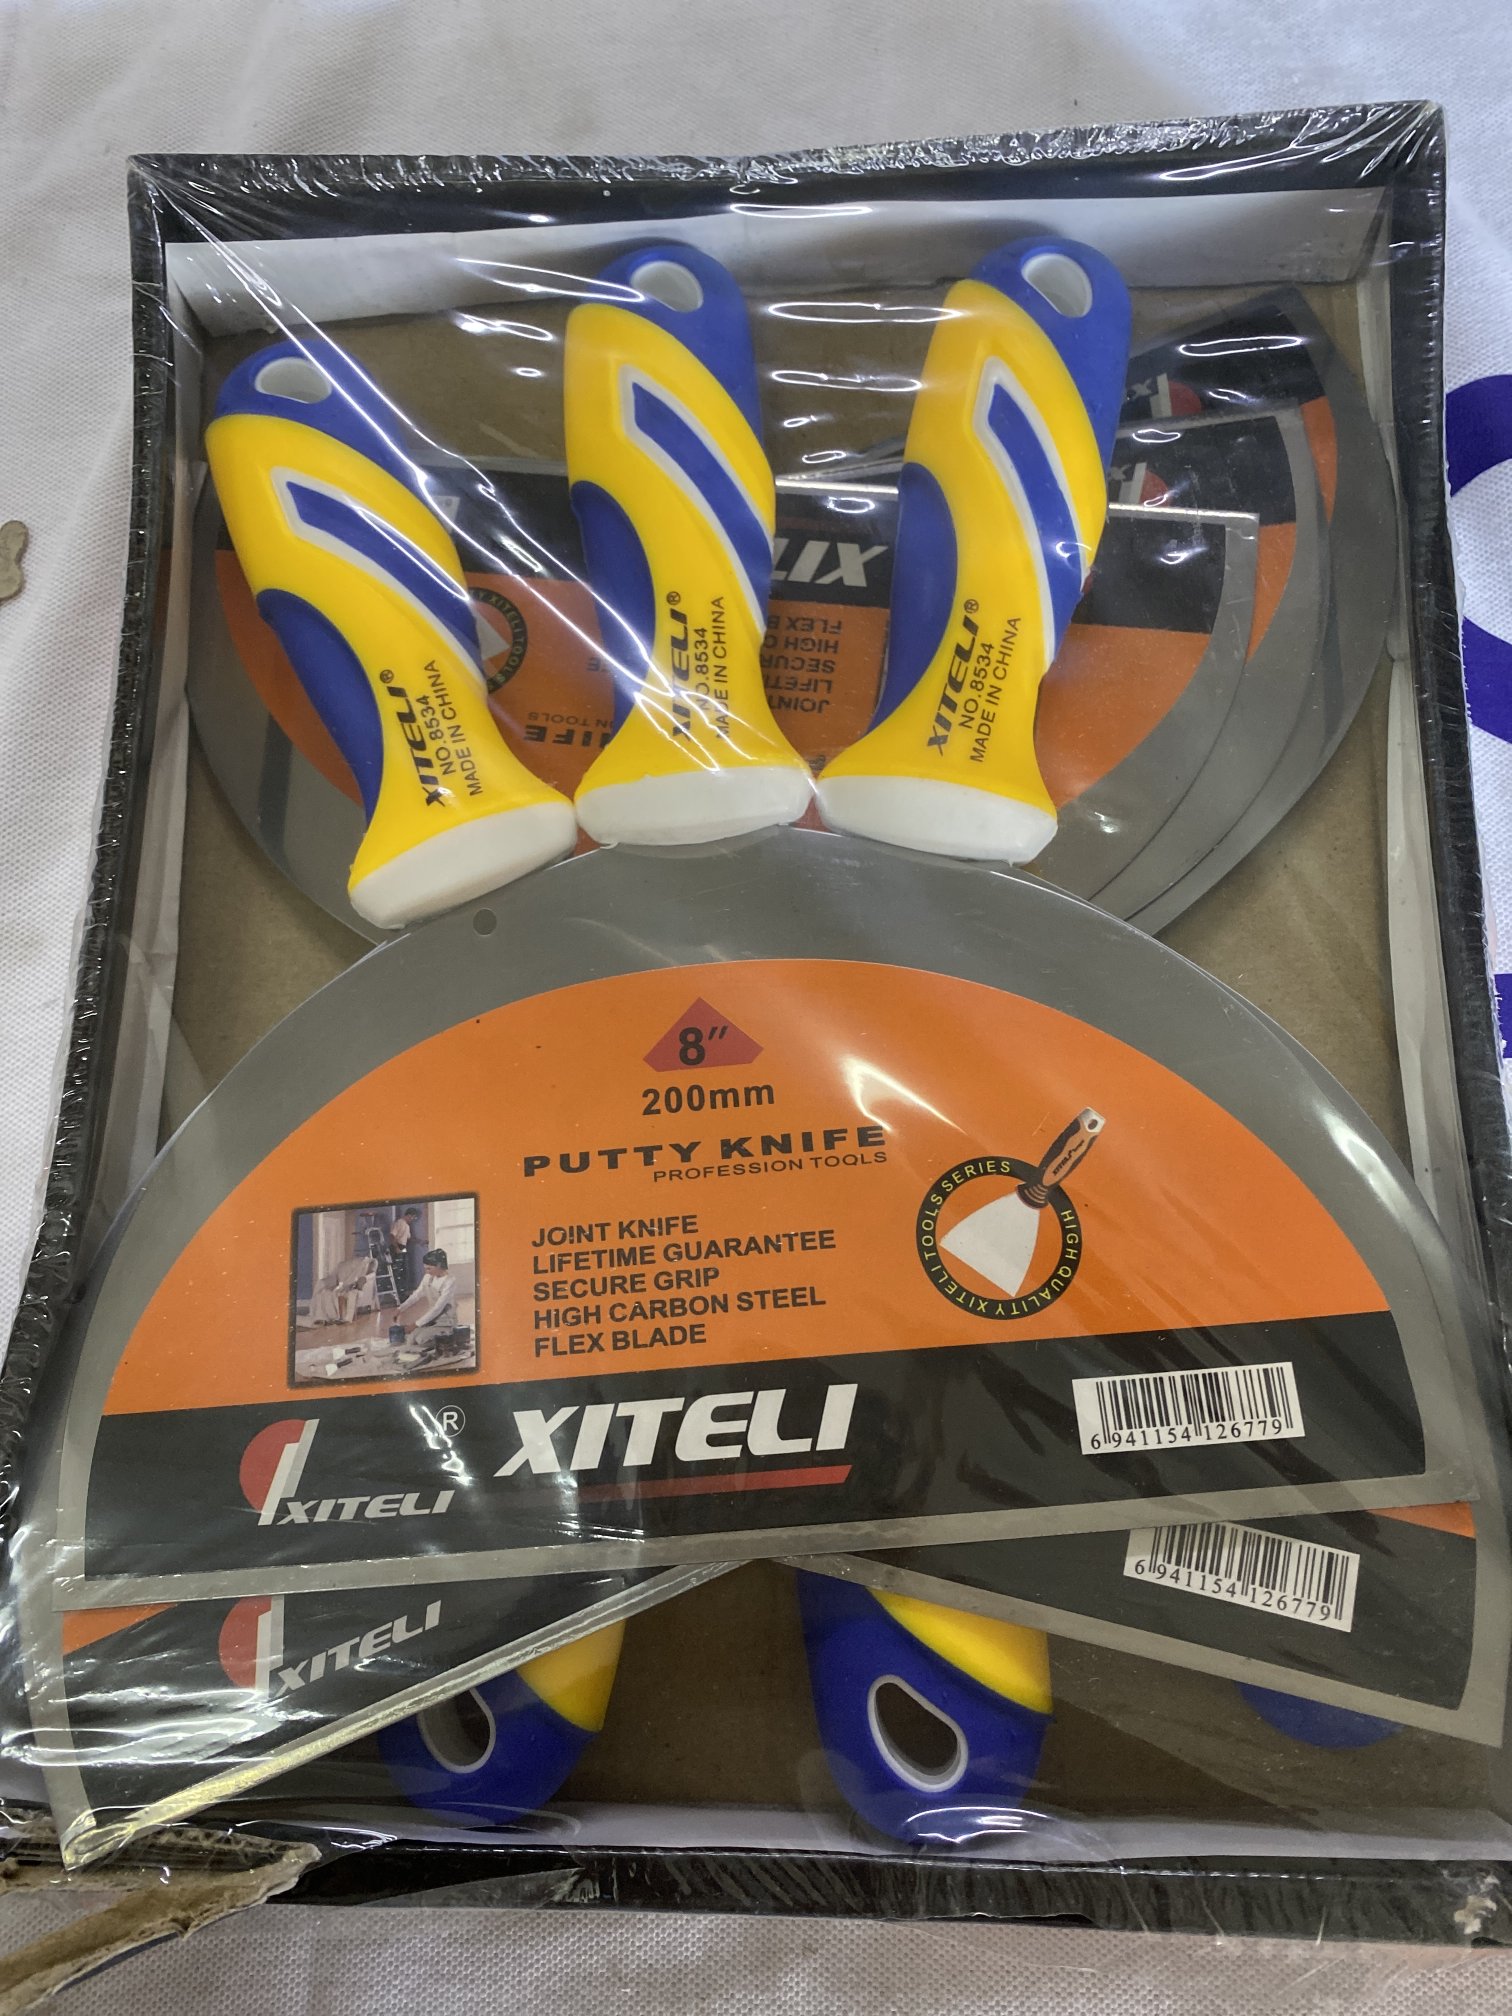 XITELI®
NO.8534
MADE IN CHINA
XITELI®
NO.8534
MADE IN CHINA
XITELI®
NO.8534
MADE IN CHINA
8"
200mm
PUTTY KNIFE
PROFESSION TOOLS
JOINT KNIFE
LIFETIME GUARANTEE
SECURE GRIP
HIGH CARBON STEEL
FLEX BLADE
HIGH QUALITY XITELI TOOLS SERIES
XITELI
® XITELI
XITELI
6 941154 126779
XITELI
6 941154 126779